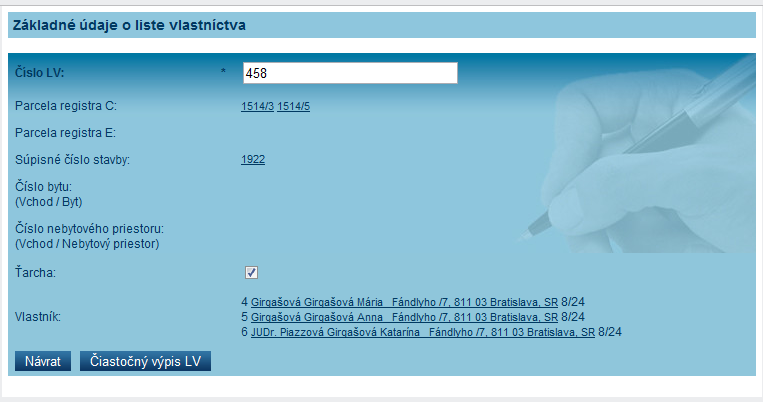 Základné údaje o liste vlastníctva
Číslo LV: * 458
Parcela registra C: 1514/3 1514/5
Parcela registra E:
Súpisné číslo stavby: 1922
Číslo bytu:
(Vchod / Byt)
Číslo nebytového priestoru:
(Vchod / Nebytový priestor)
Ťarcha:
4 Girgašová Girgašová Mária Fándlyho /7, 811 03 Bratislava, SR 8/24
Vlastník: 5 Girgašová Girgašová Anna Fándlyho /7, 811 03 Bratislava, SR 8/24
6 JUDr. Piazzová Girgašová Katarína Fándlyho /7, 811 03 Bratislava, SR 8/24
Návrat Čiastočný výpis LV